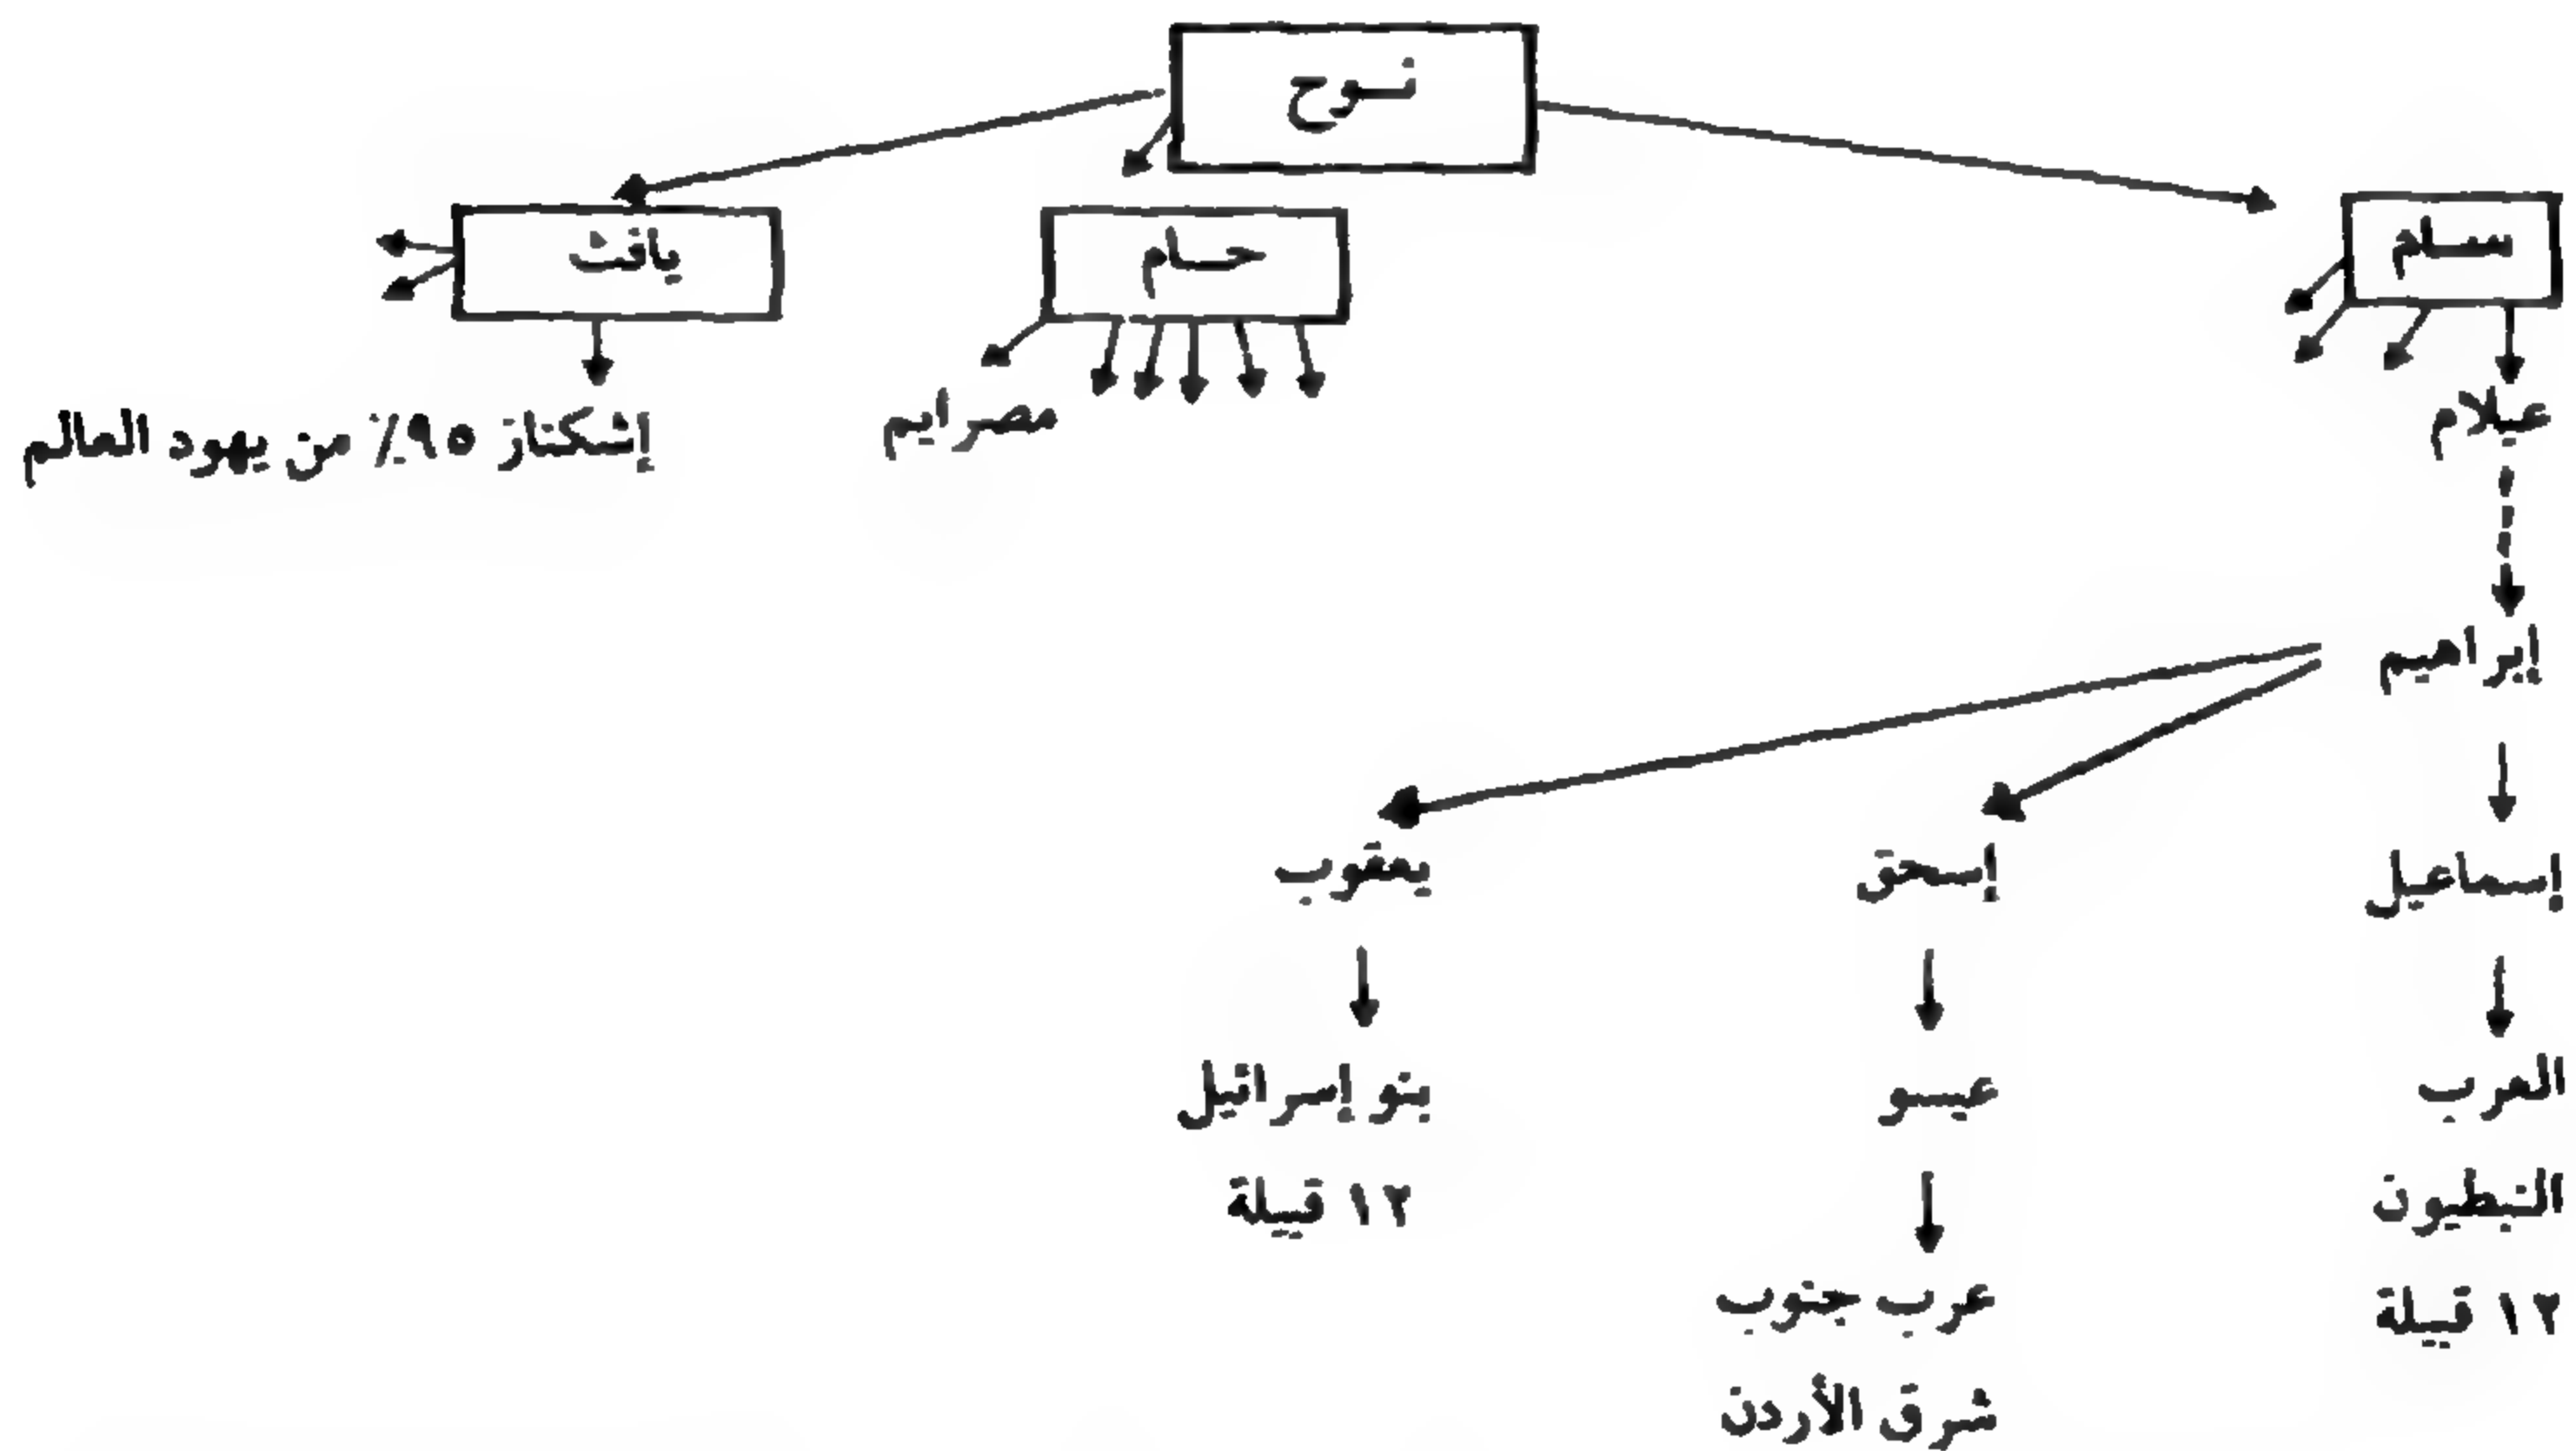 نوح
سام
حام
يافث
عيلام
مصرايم
إشكناز ٩٥٪ من يهود العالم
إبراهيم
إسماعيل
إسحق
يعقوب
العرب
عيسو
بنو إسرائيل
النبطيون
١٢ قبيلة
١٢ قبيلة
عرب جنوب
شرق الأردن